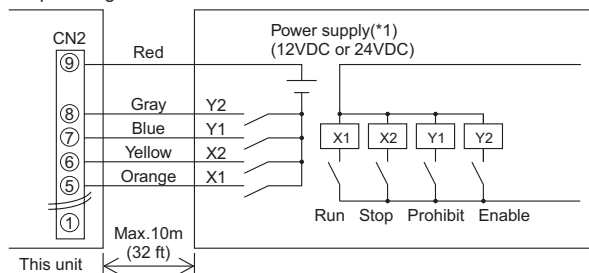 CN2
Power supply(*1)
(12VDC or 24VDC)
9 Red
8 Gray Y2
7 Blue Y1
6 Yellow X2
5 Orange X1
1
X1 X2 Y1 Y2
Run Stop Prohibit Enable
Max.10m
(32 ft)
This unit